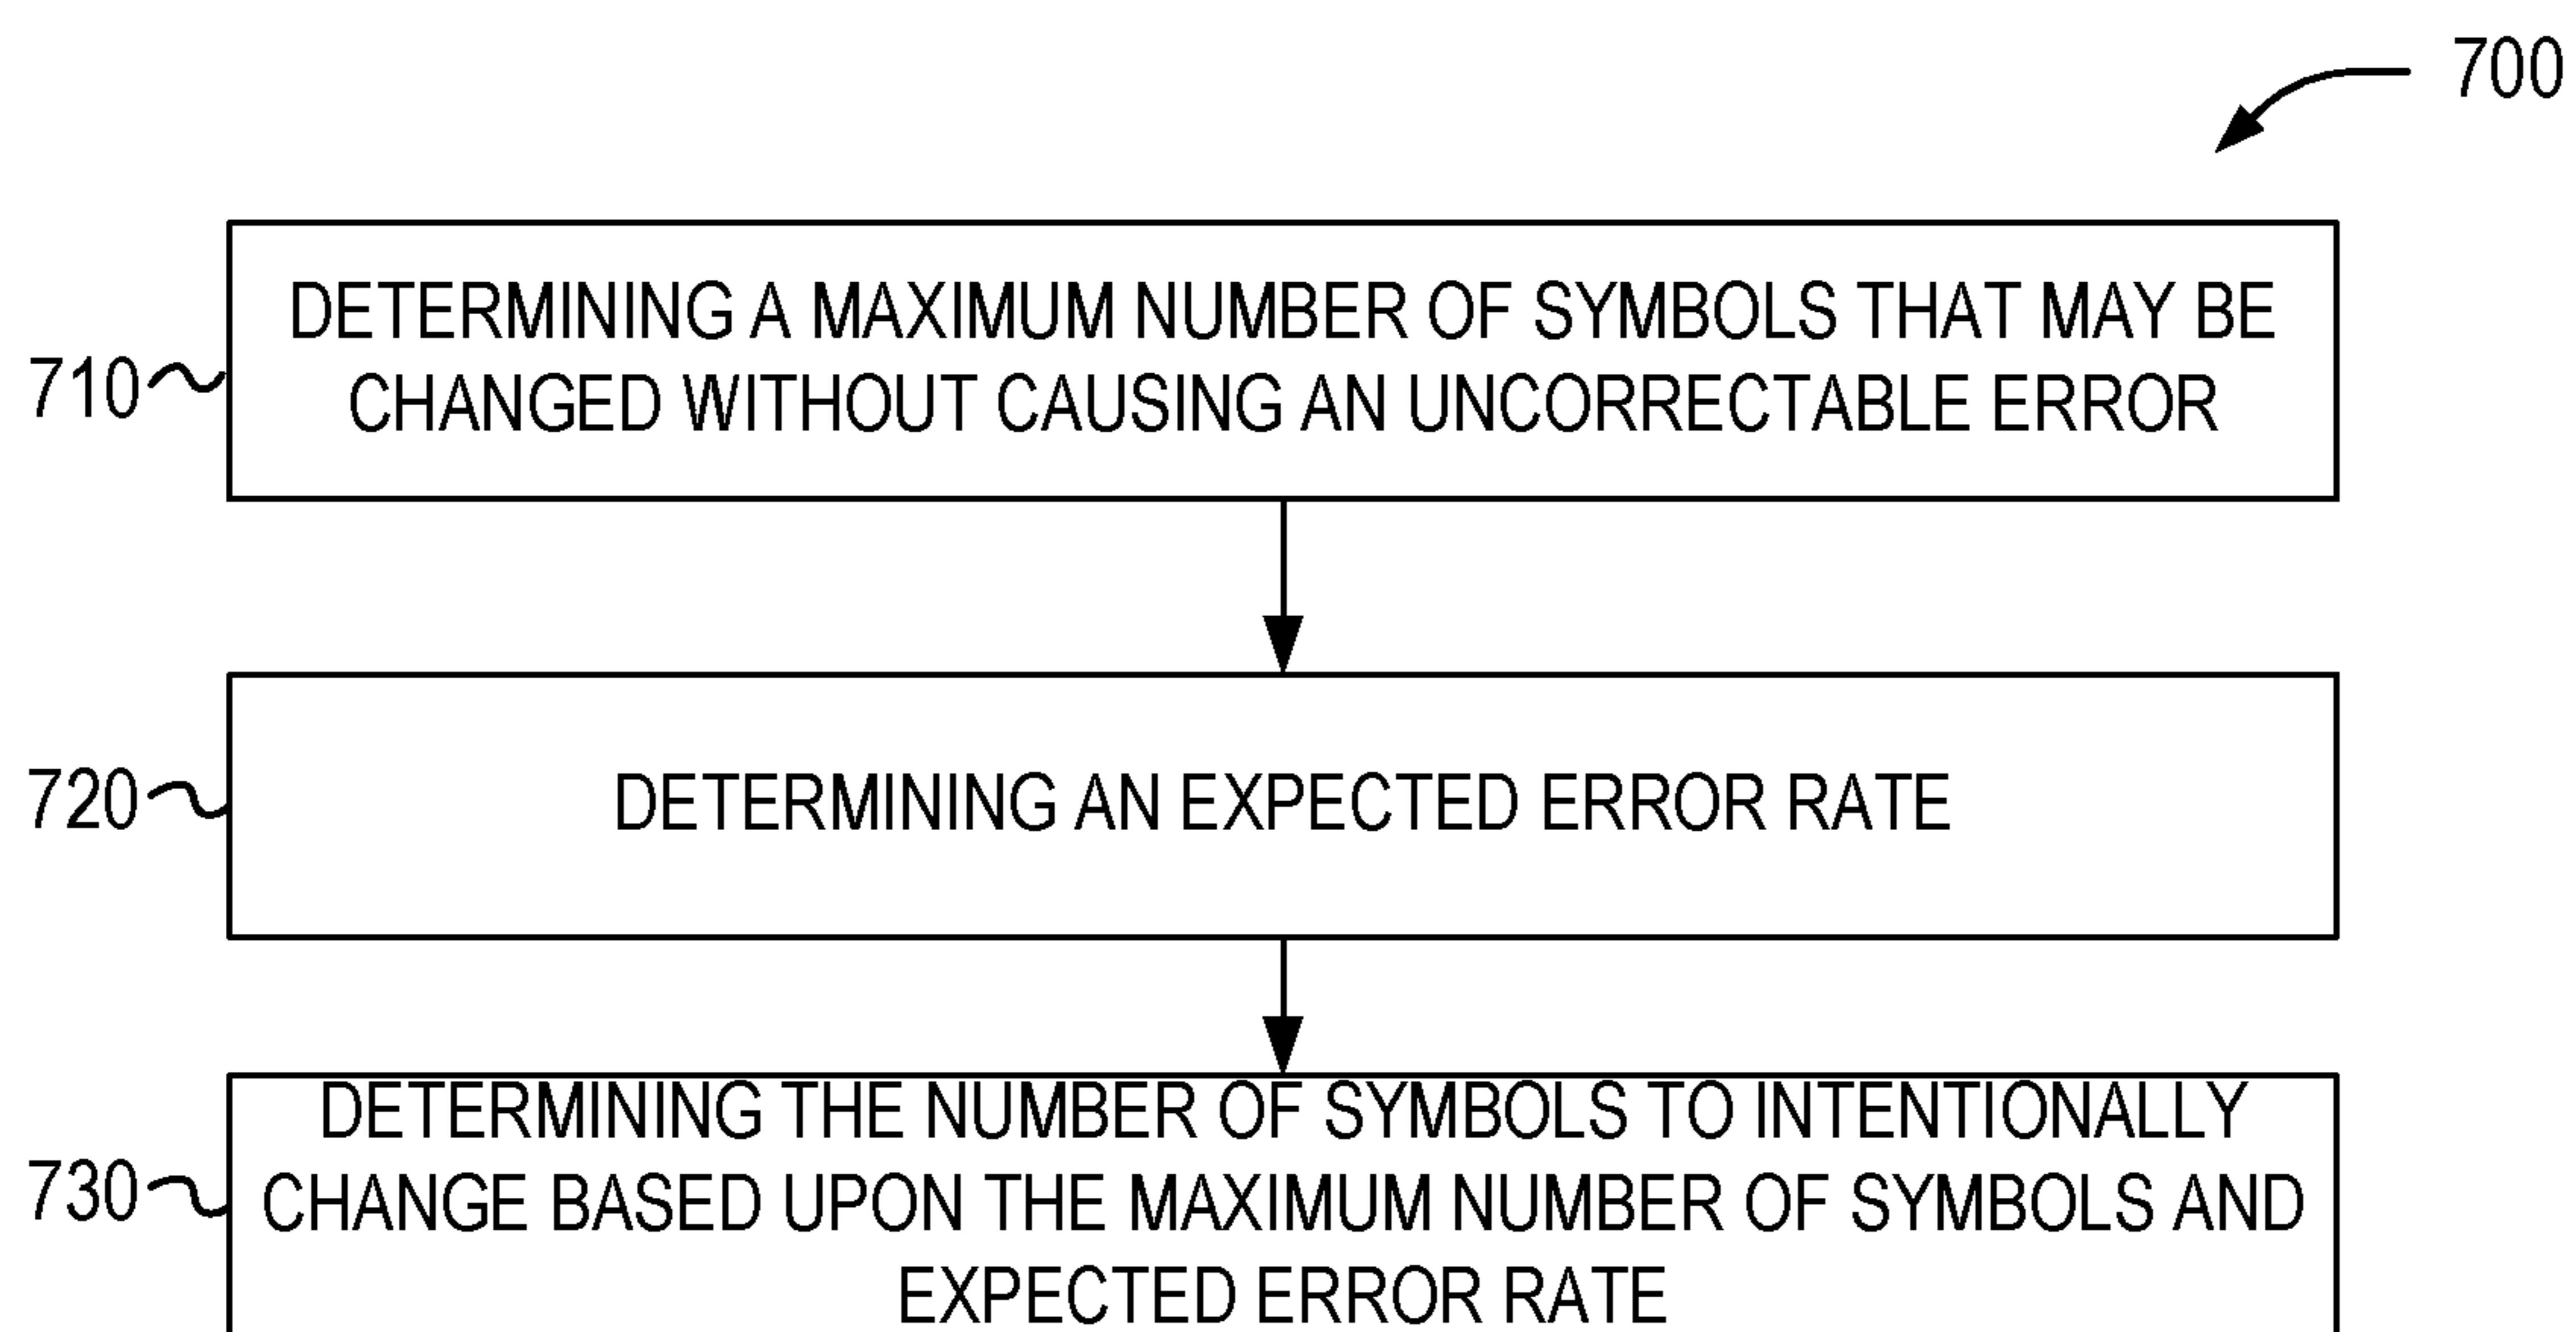 700
DETERMINING A MAXIMUM NUMBER OF SYMBOLS THAT MAY BE
CHANGED WITHOUT CAUSING AN UNCORRECTABLE ERROR
710
DETERMINING AN EXPECTED ERROR RATE
720
DETERMINING THE NUMBER OF SYMBOLS TO INTENTIONALLY
CHANGE BASED UPON THE MAXIMUM NUMBER OF SYMBOLS AND
EXPECTED ERROR RATE
730